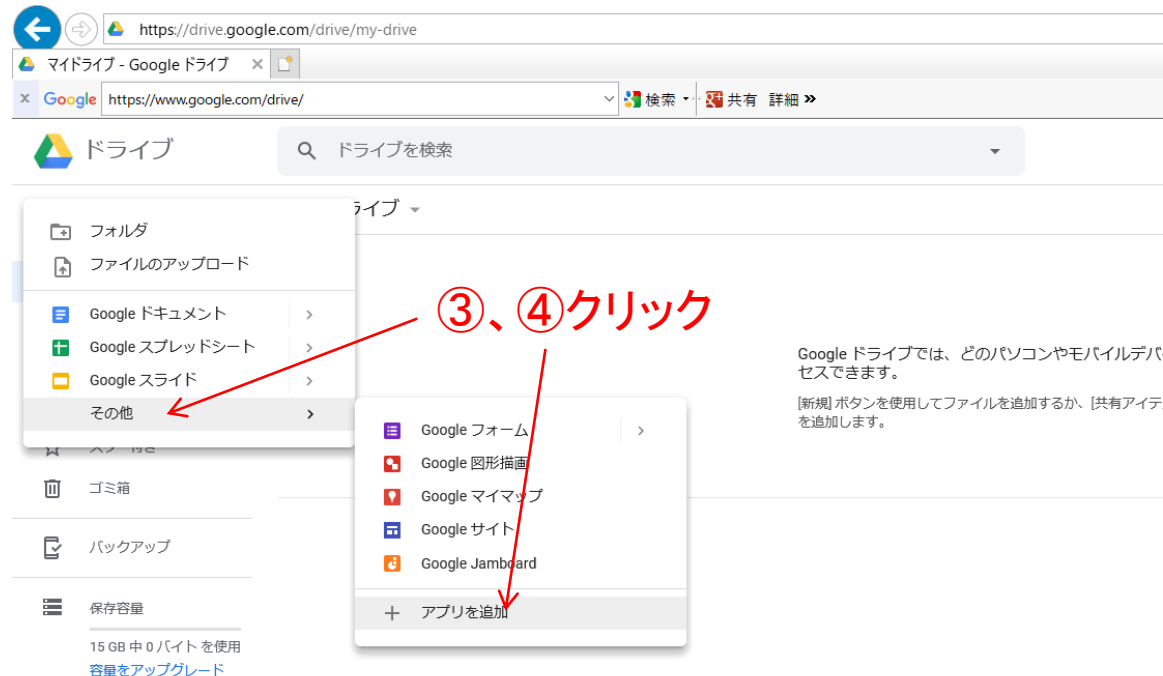 https://drive.google.com/drive/my-drive
マイドライブ - Google ドライブ
x Google https://www.google.com/drive/ 検索 共有 詳細 »
ドライブ ドライブを検索
ライブ
フォルダ
ファイルのアップロード
Google ドキュメント
Google スプレッドシート
Google スライド
その他
③、④クリック
Google ドライブでは、どのパソコンやモバイルデバ
セスできます。
[新規] ボタンを使用してファイルを追加するか、[共有アイテ
を追加します。
Google フォーム
Google 図形描画
Google マイマップ
Google サイト
Google Jamboard
アプリを追加
ゴミ箱
バックアップ
保存容量
15 GB 中 0 バイト を使用
容量をアップグレード